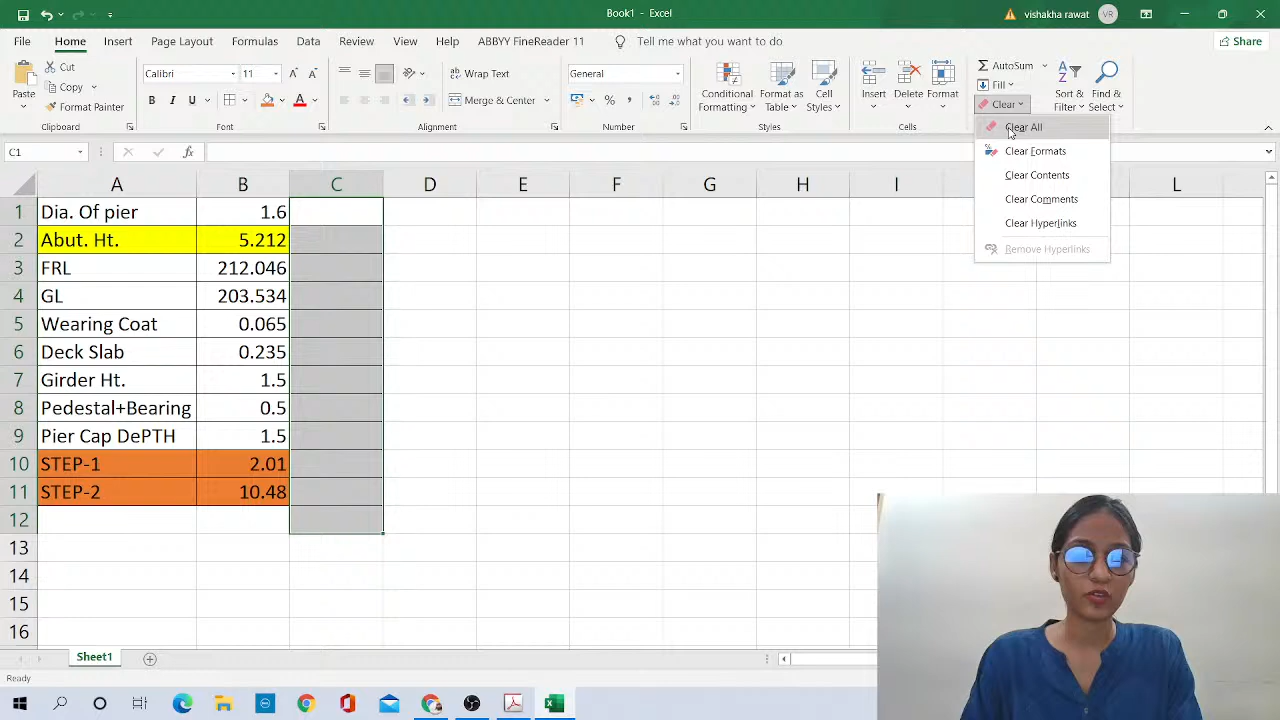 Book1 - Excel
vishakha rawat VR
File Home Insert Page Layout Formulas Data Review View Help ABBYY FineReader 11 Tell me what you want to do Share
Cut
Copy
Format Painter
Paste
Clipboard
Calibri 11
B I U
Font
Wrap Text
Merge & Center
Alignment
General
% ,
Number
Conditional Formatting
Format as Table
Cell Styles
Styles
Insert Delete Format
Cells
AutoSum
Fill
Clear
Sort & Filter
Find & Select
Clear All
Clear Formats
Clear Contents
Clear Comments
Clear Hyperlinks
Remove Hyperlinks
C1 fx
A B C D E F G H I L
1 Dia. Of pier 1.6
2 Abut. Ht. 5.212
3 FRL 212.046
4 GL 203.534
5 Wearing Coat 0.065
6 Deck Slab 0.235
7 Girder Ht. 1.5
8 Pedestal+Bearing 0.5
9 Pier Cap DePTH 1.5
10 STEP-1 2.01
11 STEP-2 10.48
12
13
14
15
16
Sheet1
Ready